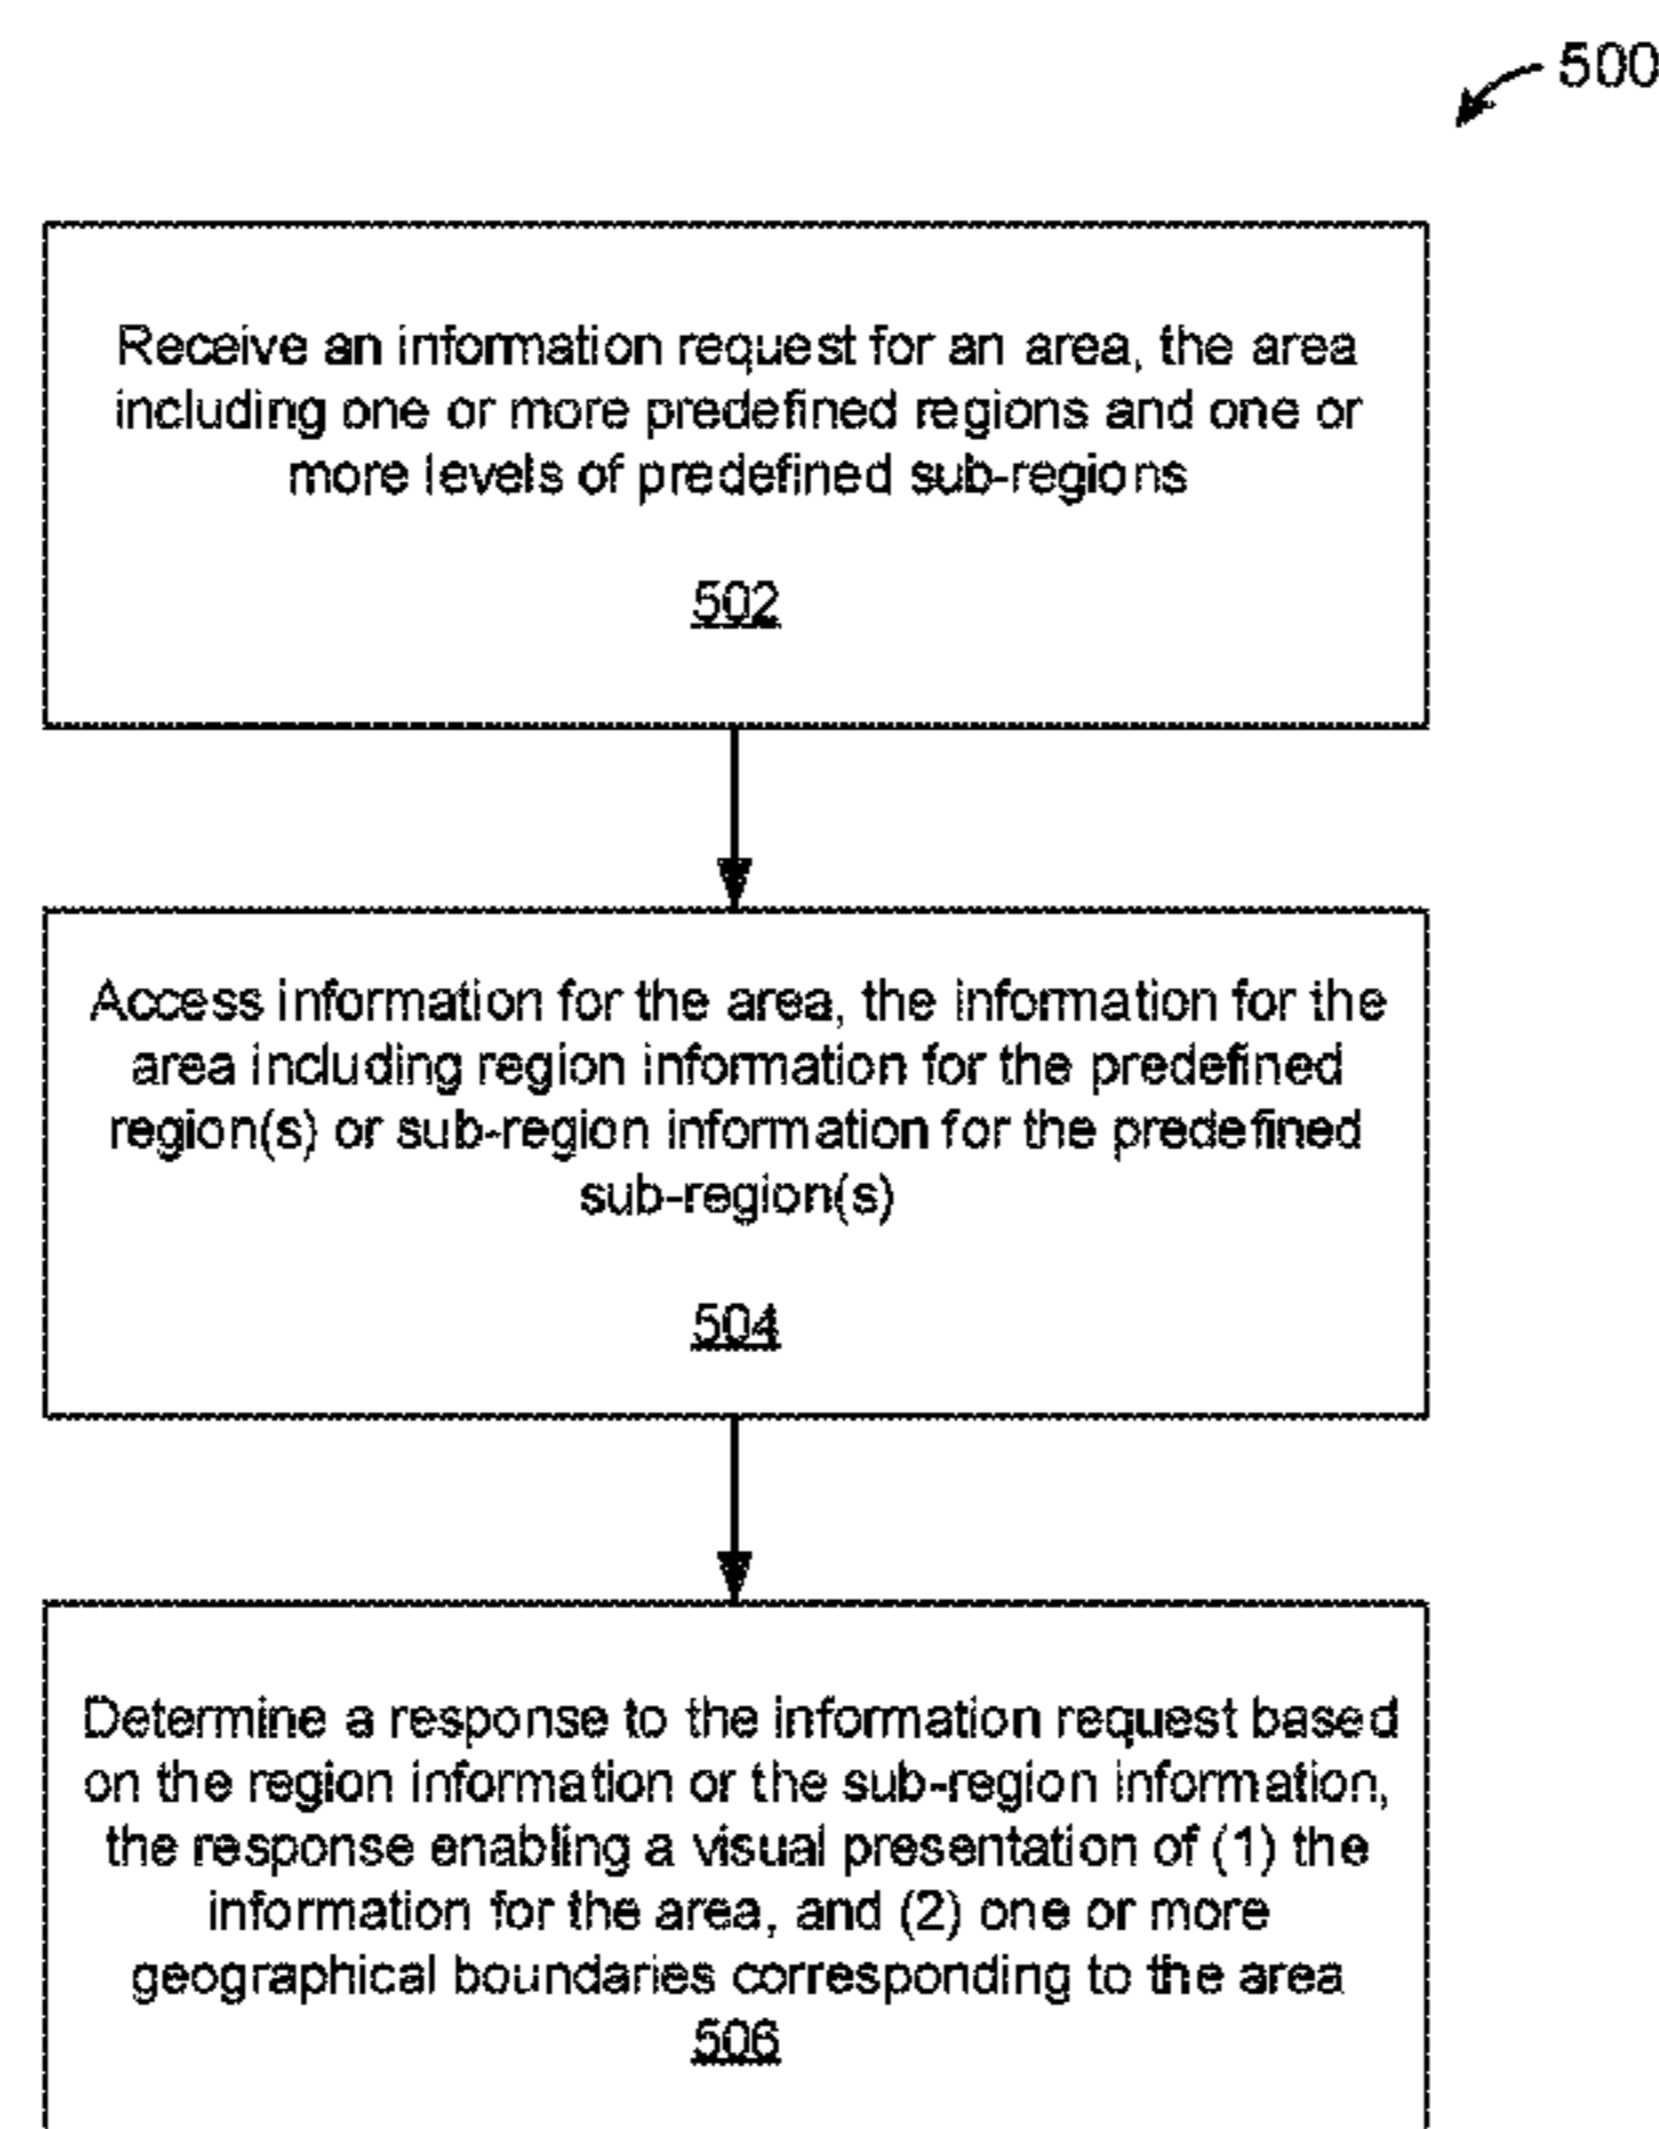 500
Receive an information request for an area, the area
including one or more predefined regions and one or
more levels of predefined sub-regions
502
Access information for the area, the information for the
area including region information for the predefined
region(s) or sub-region information for the predefined
sub-region(s)
504
Determine a response to the information request based
on the region information or the sub-region information,
the response enabling a visual presentation of (1) the
information for the area, and (2) one or more
geographical boundaries corresponding to the area
506